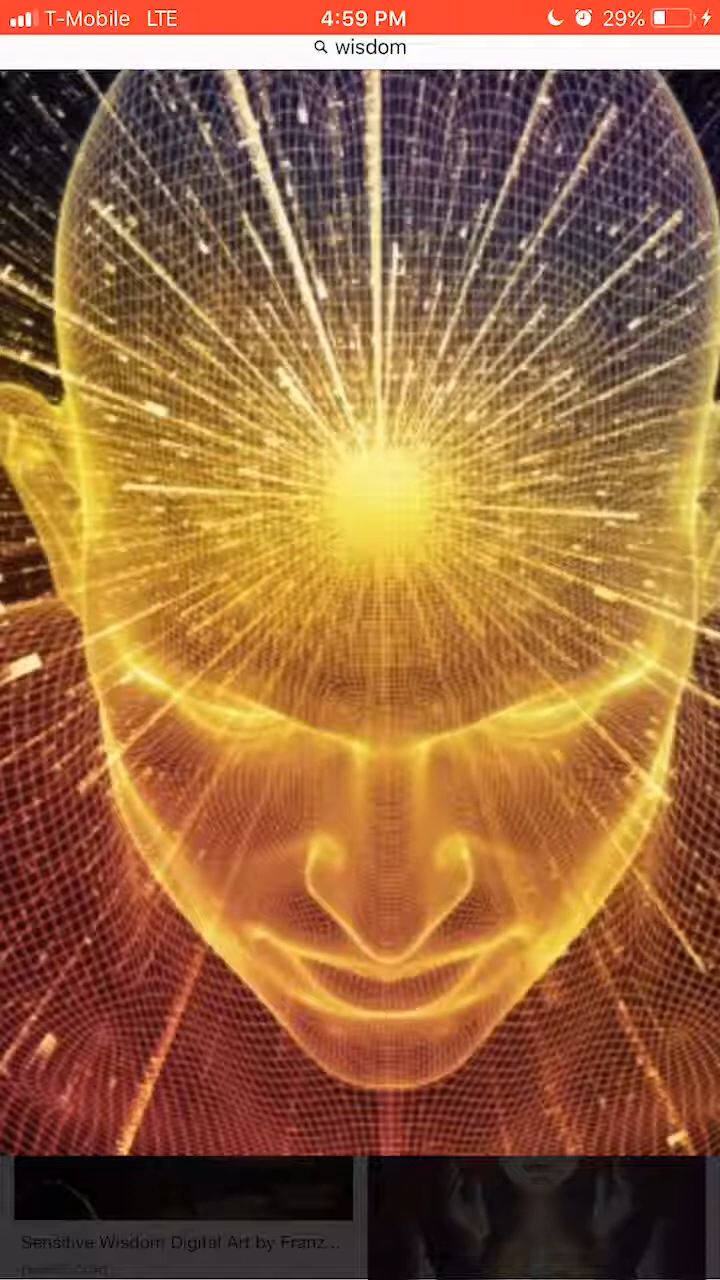 T-Mobile LTE 4:59 PM 29%
wisdom
Sensitive Wisdom Digital Art by Franz...